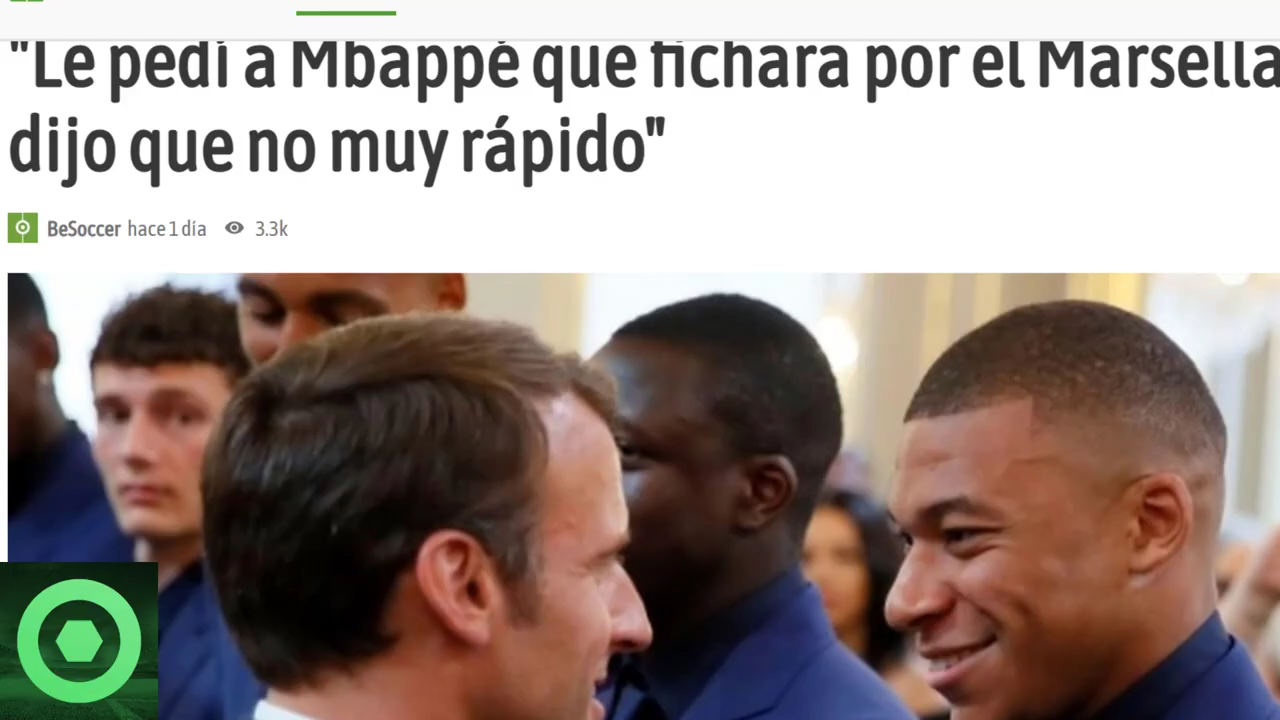 "Le pedí a Mbappé que fichara por el Marsella
dijo que no muy rápido"
BeSoccer hace 1 día 3.3k